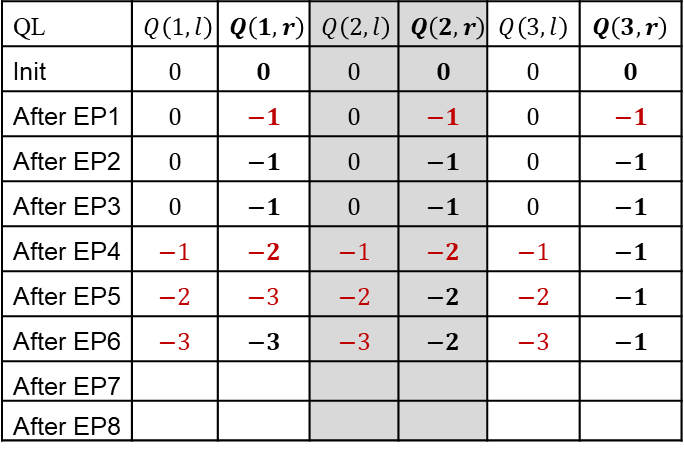 QL Q(1, l) Q(1, r) Q(2, l) Q(2, r) Q(3, l) Q(3, r)
Init 0 0 0 0 0 0
After EP1 0 −1 0 −1 0 −1
After EP2 0 −1 0 −1 0 −1
After EP3 0 −1 0 −1 0 −1
After EP4 −1 −2 −1 −2 −1 −1
After EP5 −2 −3 −2 −2 −2 −1
After EP6 −3 −3 −3 −2 −3 −1
After EP7
After EP8